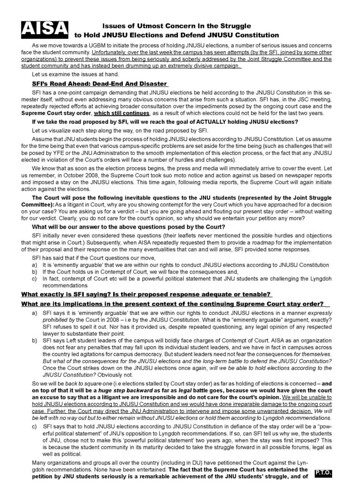 AISA
Issues of Utmost Concern In the Struggle
to Hold JNUSU Elections and Defend JNUSU Constitution
As we move towards a UGBM to initiate the process of holding JNUSU elections, a number of serious issues and concerns
face the student community. Unfortunately, over the last week the campus has seen attempts (by the SFI, joined by some other
organizations) to prevent these issues from being seriously and soberly addressed by the Joint Struggle Committee and the
student community and has instead been drumming up an extremely divisive campaign.
Let us examine the issues at hand.
SFI's Road Ahead: Dead-End And Disaster
SFI has a one-point campaign demanding that JNUSU elections be held according to the JNUSU Constitution in this se-
mester itself, without even addressing many obvious concerns that arise from such a situation. SFI has, in the JSC meeting,
repeatedly rejected efforts at achieving broader consultation over the impediments posed by the ongoing court case and the
Supreme Court stay order, which still continues, as a result of which elections could not be held for the last two years.
If we take the road proposed by SFI, will we reach the goal of ACTUALLY holding JNUSU elections?
Let us visualize each step along the way, on the road proposed by SFI.
Assume that JNU students begin the process of holding JNUSU elections according to JNUSU Constitution. Let us assume
for the time being that even that various campus-specific problems are set aside for the time being (such as challenges that will
be posed by YFE or the JNU Administration to the smooth implementation of this election process, or the fact that any JNUSU
elected in violation of the Court's orders will face a number of hurdles and challenges).
We know that as soon on the election process begins, the press and media will immediately arrive to cover the event. Let
us remember, in October 2008, the Supreme Court took suo moto notice and action against us based on newspaper reports
and imposed a stay on the JNUSU elections. This time again, following media reports, the Supreme Court will again initiate
action against the elections.
The Court will pose the following inevitable questions to the JNU students (represented by the Joint Struggle
Committee): As a litigant in Court, why are you showing contempt for the very Court which you have approached for a decision
on your case? You are asking us for a verdict – but you are going ahead and flouting our present stay order – without waiting
for our verdict. Clearly, you do not care for the court's opinion, so why should we entertain your petition any more?
What will be our answer to the above questions posed by the Court?
SFI initially never even considered these questions (their leaflets never mentioned the possible hurdles and objections
that might arise in Court.) Subsequently, when AISA repeatedly requested them to provide a roadmap for the implementation
of their proposal and their response on the many eventualities that can and will arise, SFI provided some responses.
SFI has said that if the Court questions our move,
a) It is 'eminently arguable' that we are within our rights to conduct JNUSU elections according to JNUSU Constitution
b) If the Court holds us in Contempt of Court, we will face the consequences and,
c) In fact, contempt of Court etc will be a powerful political statement that JNU students are challenging the Lyngdoh
recommendations
What exactly is SFI saying? Is their proposed response adequate or tenable?
What are its implications in the present context of the continuing Supreme Court stay order?
a) SFI says it is 'eminently arguable' that we are within our rights to conduct JNUSU elections in a manner expressly
prohibited by the Court in 2008 – i.e by the JNUSU Constitution. What is the "eminently arguable" argument, exactly?
SFI refuses to spell it out. Nor has it provided us, despite repeated questioning, any legal opinion of any respected
lawyer to substantiate their point.
b) SFI says Left student leaders of the campus will boldly face charges of Contempt of Court. AISA as an organization
does not fear any penalties that may fall upon its individual student leaders, and we have in fact in campuses across
the country led agitations for campus democracy. But student leaders need not fear the consequences for themselves.
But what of the consequences for the JNUSU elections and the long-term battle to defend the JNUSU Constitution?
Once the Court strikes down on the JNUSU elections once again, will we be able to hold elections according to the
JNUSU Constitution? Obviously not.
So we will be back to square one (i.e elections stalled by Court stay order) as far as holding of elections is concerned – and
on top of that it will be a huge step backward as far as legal battle goes, because we would have given the court
an excuse to say that as a litigant we are irresponsible and do not care for the court's opinion. We will be unable to
hold JNUSU elections according to JNUSU Constitution and we would have done irreparable damage to the ongoing court
case. Further, the Court may direct the JNU Administration to intervene and impose some unwarranted decision. We will
be left with no way out but to either remain without JNUSU elections or hold them according to Lyngdoh recommendations.
c) SFI says that to hold JNUSU elections according to JNUSU Constitution in defiance of the stay order will be a "pow-
erful political statement" of JNU's opposition to Lyngdoh recommendations. If so, can SFI tell us why we, the students
of JNU, chose not to make this 'powerful political statement' two years ago, when the stay was first imposed? This
is because the student community in its maturity decided to take the struggle forward in all possible forums, legal as
well as political.
Many organizations and groups all over the country (including in DU) have petitioned the Court against the Lyn-
gdoh recommendations. None have been entertained. The fact that the Supreme Court has entertained the
petition by JNU students seriously is a remarkable achievement of the JNU students' struggle, and of
P.T.O.